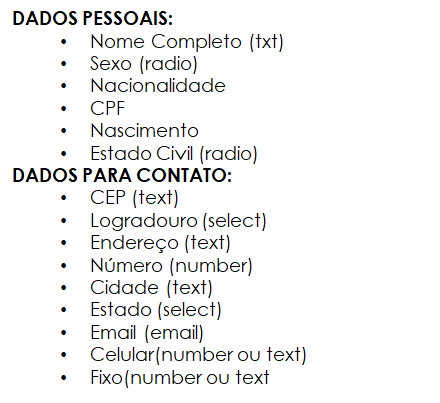 DADOS PESSOAIS:
• Nome Completo (txt)
• Sexo (radio)
• Nacionalidade
• CPF
• Nascimento
• Estado Civil (radio)
DADOS PARA CONTATO:
• CEP (text)
• Logradouro (select)
• Endereço (text)
• Número (number)
• Cidade (text)
• Estado (select)
• Email (email)
• Celular(number ou text)
• Fixo(number ou text